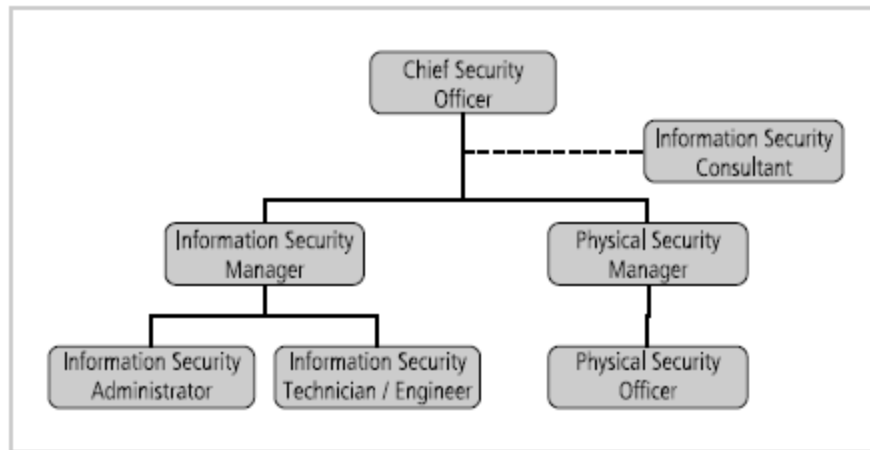 Chief Security
Officer
Information Security
Consultant
Information Security
Manager
Physical Security
Manager
Information Security
Administrator
Information Security
Technician / Engineer
Physical Security
Officer